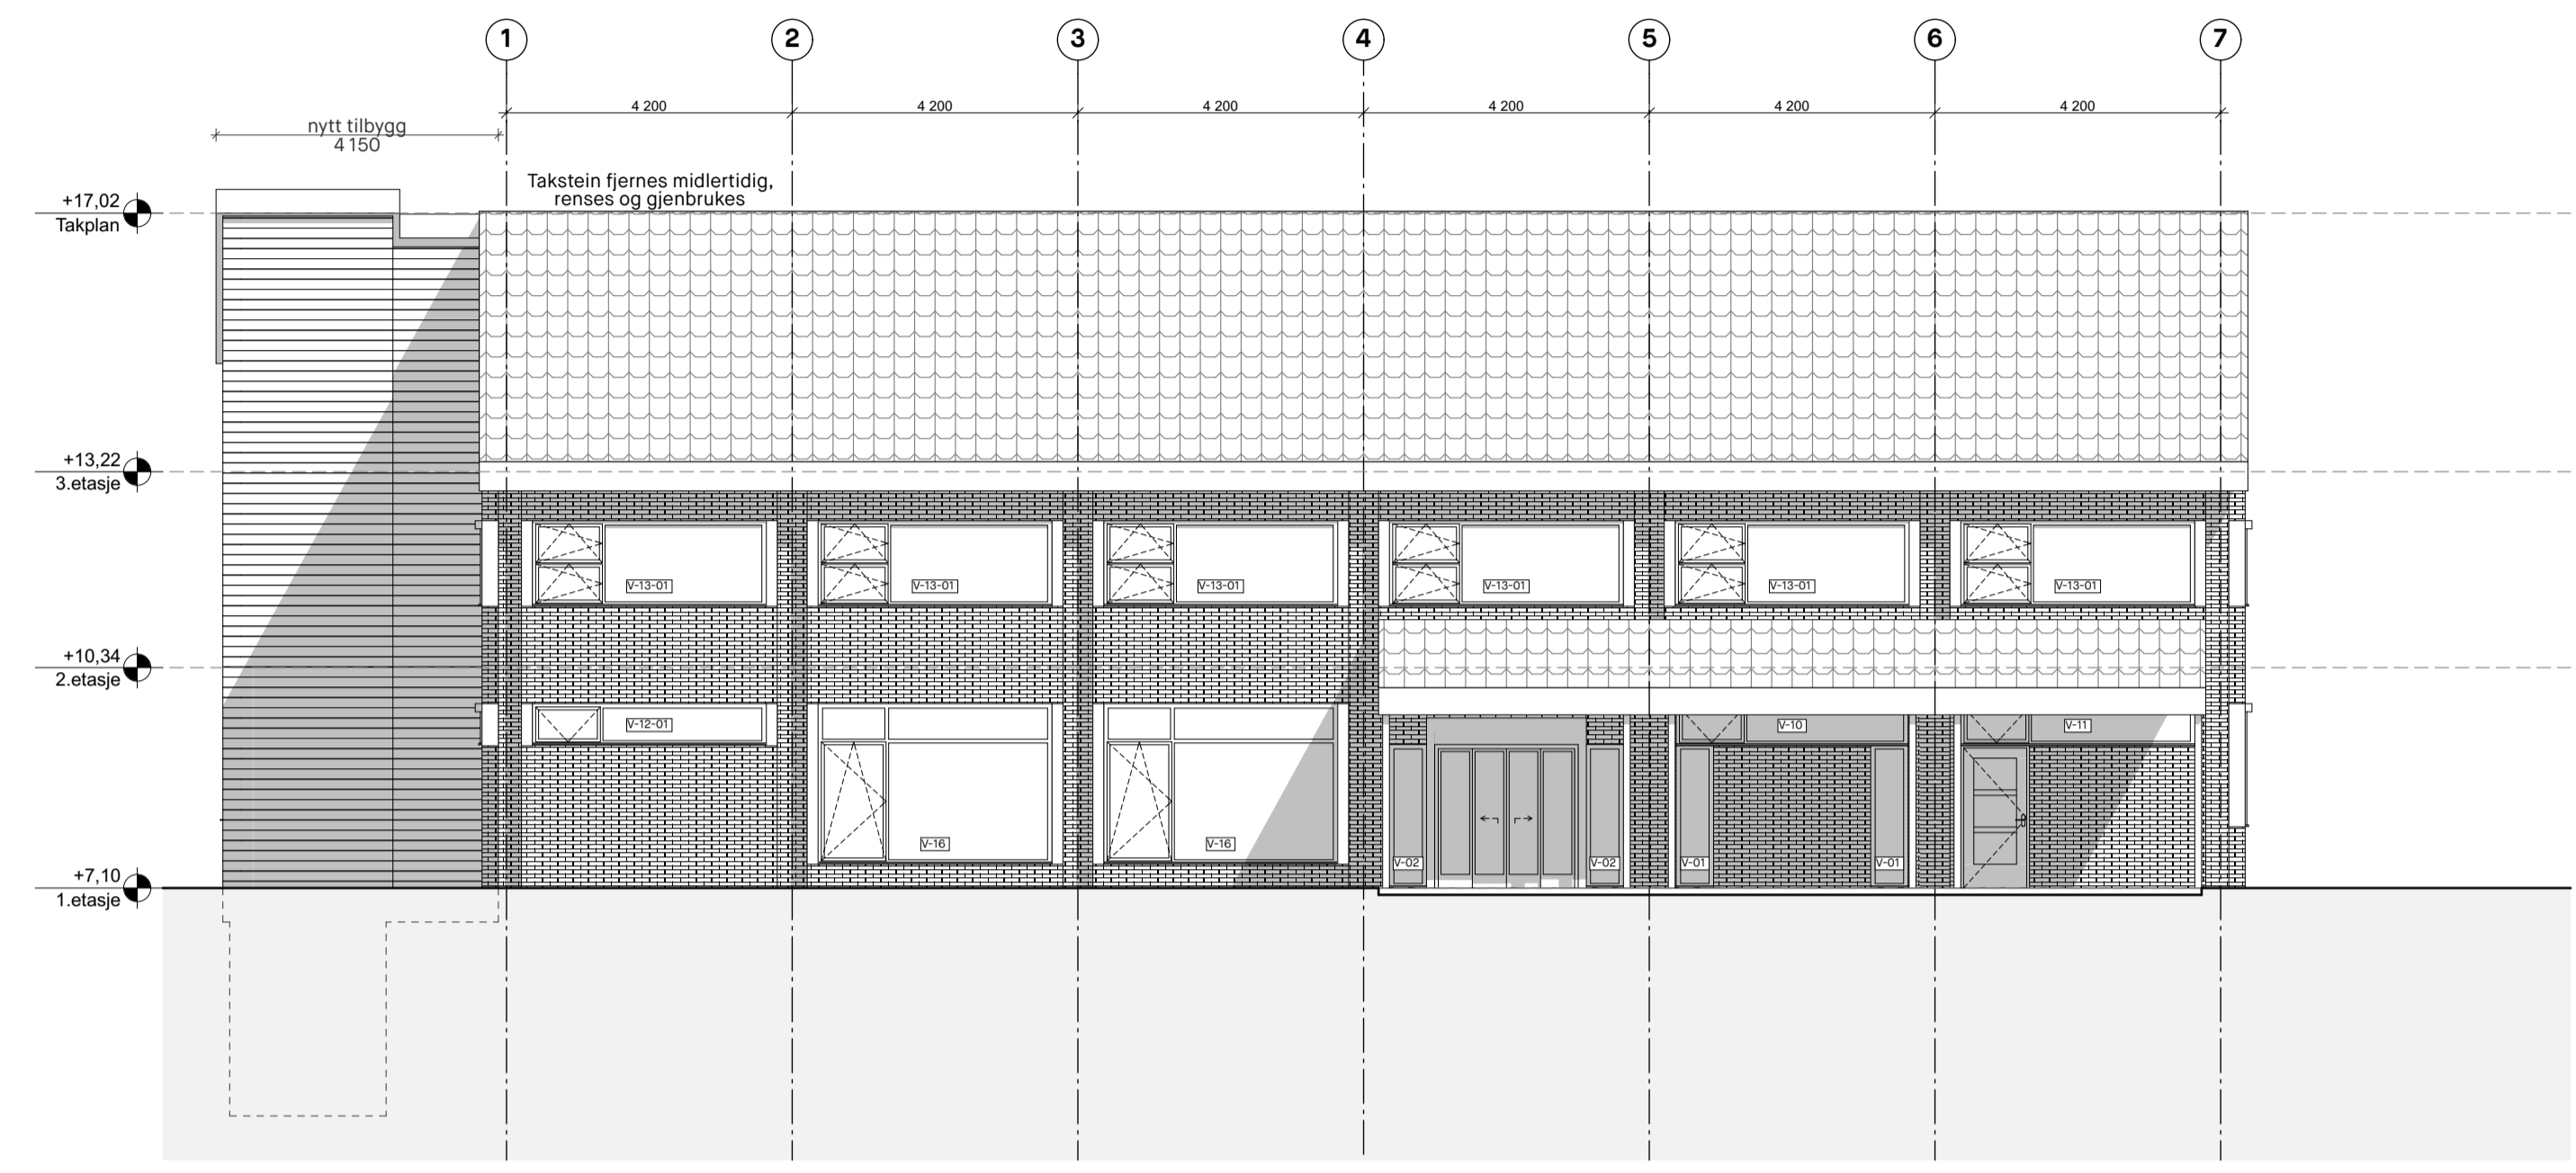 1 2 3 4 5 6 7
4 200 4 200 4 200 4 200 4 200 4 200
nytt tilbygg
4 150
Takstein fjernes midlertidig,
renses og gjenbrukes
+17,02
Takplan
+13,22
3.etasje
V-13-01 V-13-01 V-13-01 V-13-01 V-13-01 V-13-01
+10,34
2.etasje
V-12-01 V-10 V-11
V-16 V-16
V-02 V-02 V-01 V-01
+7,10
1.etasje